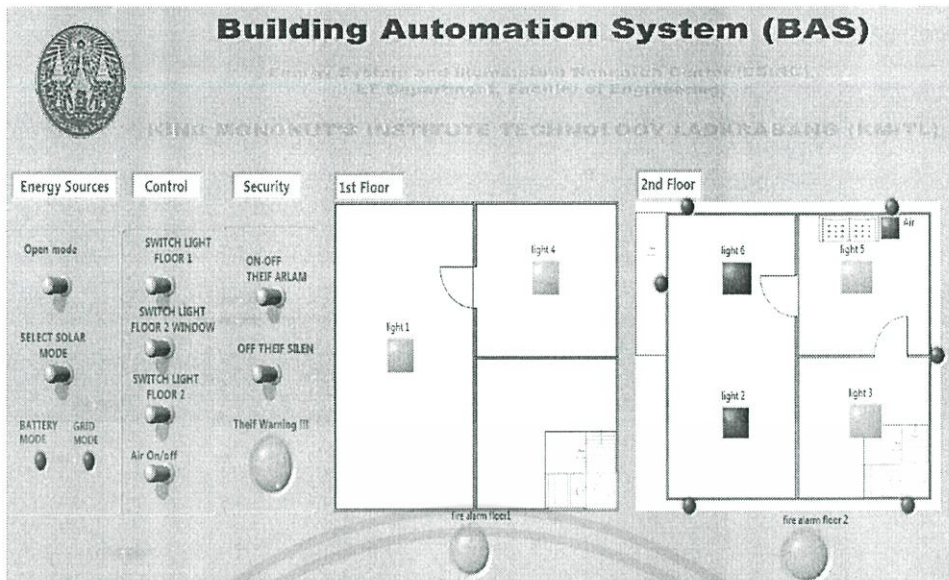 Building Automation System (BAS)
Energy System and Illumination Research Center
EE Department, Faculty of Engineering,
KING MONGKUT'S INSTITUTE TECHNOLOGY LADKRABANG (KMITL)
Energy Sources
Control
Security
1st Floor
2nd Floor
Open mode
SELECT SOLAR
MODE
BATTERY
MODE
GRID
MODE
SWITCH LIGHT
FLOOR 1
SWITCH LIGHT
FLOOR 2 WINDOW
SWITCH LIGHT
FLOOR 2
Air On/off
ON-OFF
THEIF ARLAM
OFF THEIF SILEN
Theif Warning !!!
light 4
light 1
fire alarm floor1
Air
light 6
light 5
light 2
light 3
fire alarm floor 2